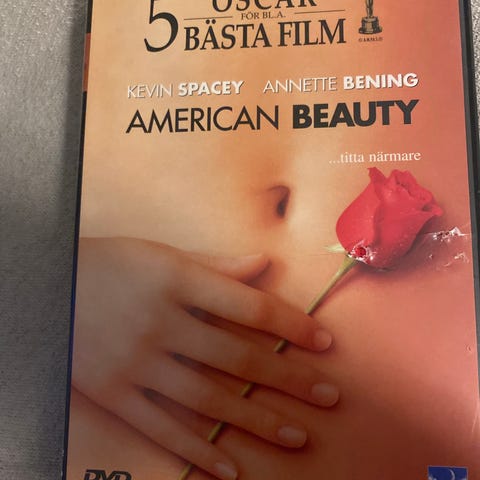 5 OSCAR
FÖR BL.A.
BÄSTA FILM
KEVIN SPACEY ANNETTE BENING
AMERICAN BEAUTY
...titta närmare
DVD